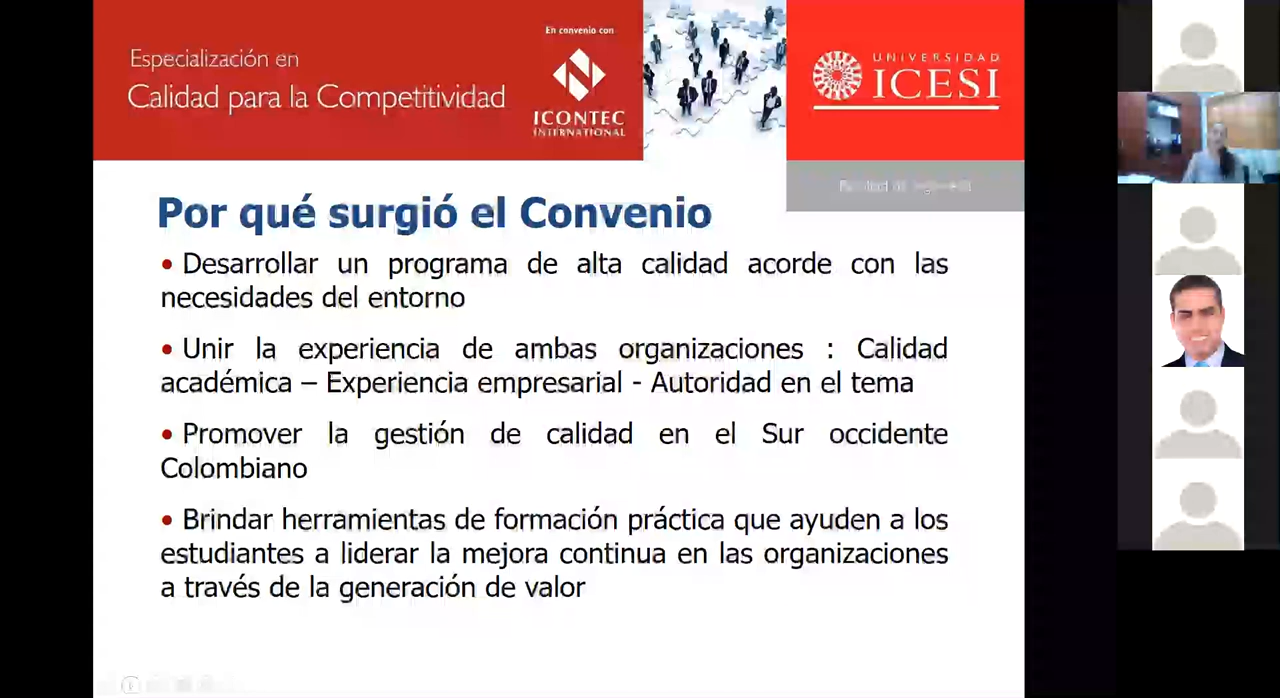 Especialización en
Calidad para la Competitividad
En convenio con
ICONTEC
INTERNATIONAL
UNIVERSIDAD
ICESI
Facultad de Ingeniería
Por qué surgió el Convenio
• Desarrollar un programa de alta calidad acorde con las
necesidades del entorno
• Unir la experiencia de ambas organizaciones : Calidad
académica – Experiencia empresarial - Autoridad en el tema
• Promover la gestión de calidad en el Sur occidente
Colombiano
• Brindar herramientas de formación práctica que ayuden a los
estudiantes a liderar la mejora continua en las organizaciones
a través de la generación de valor